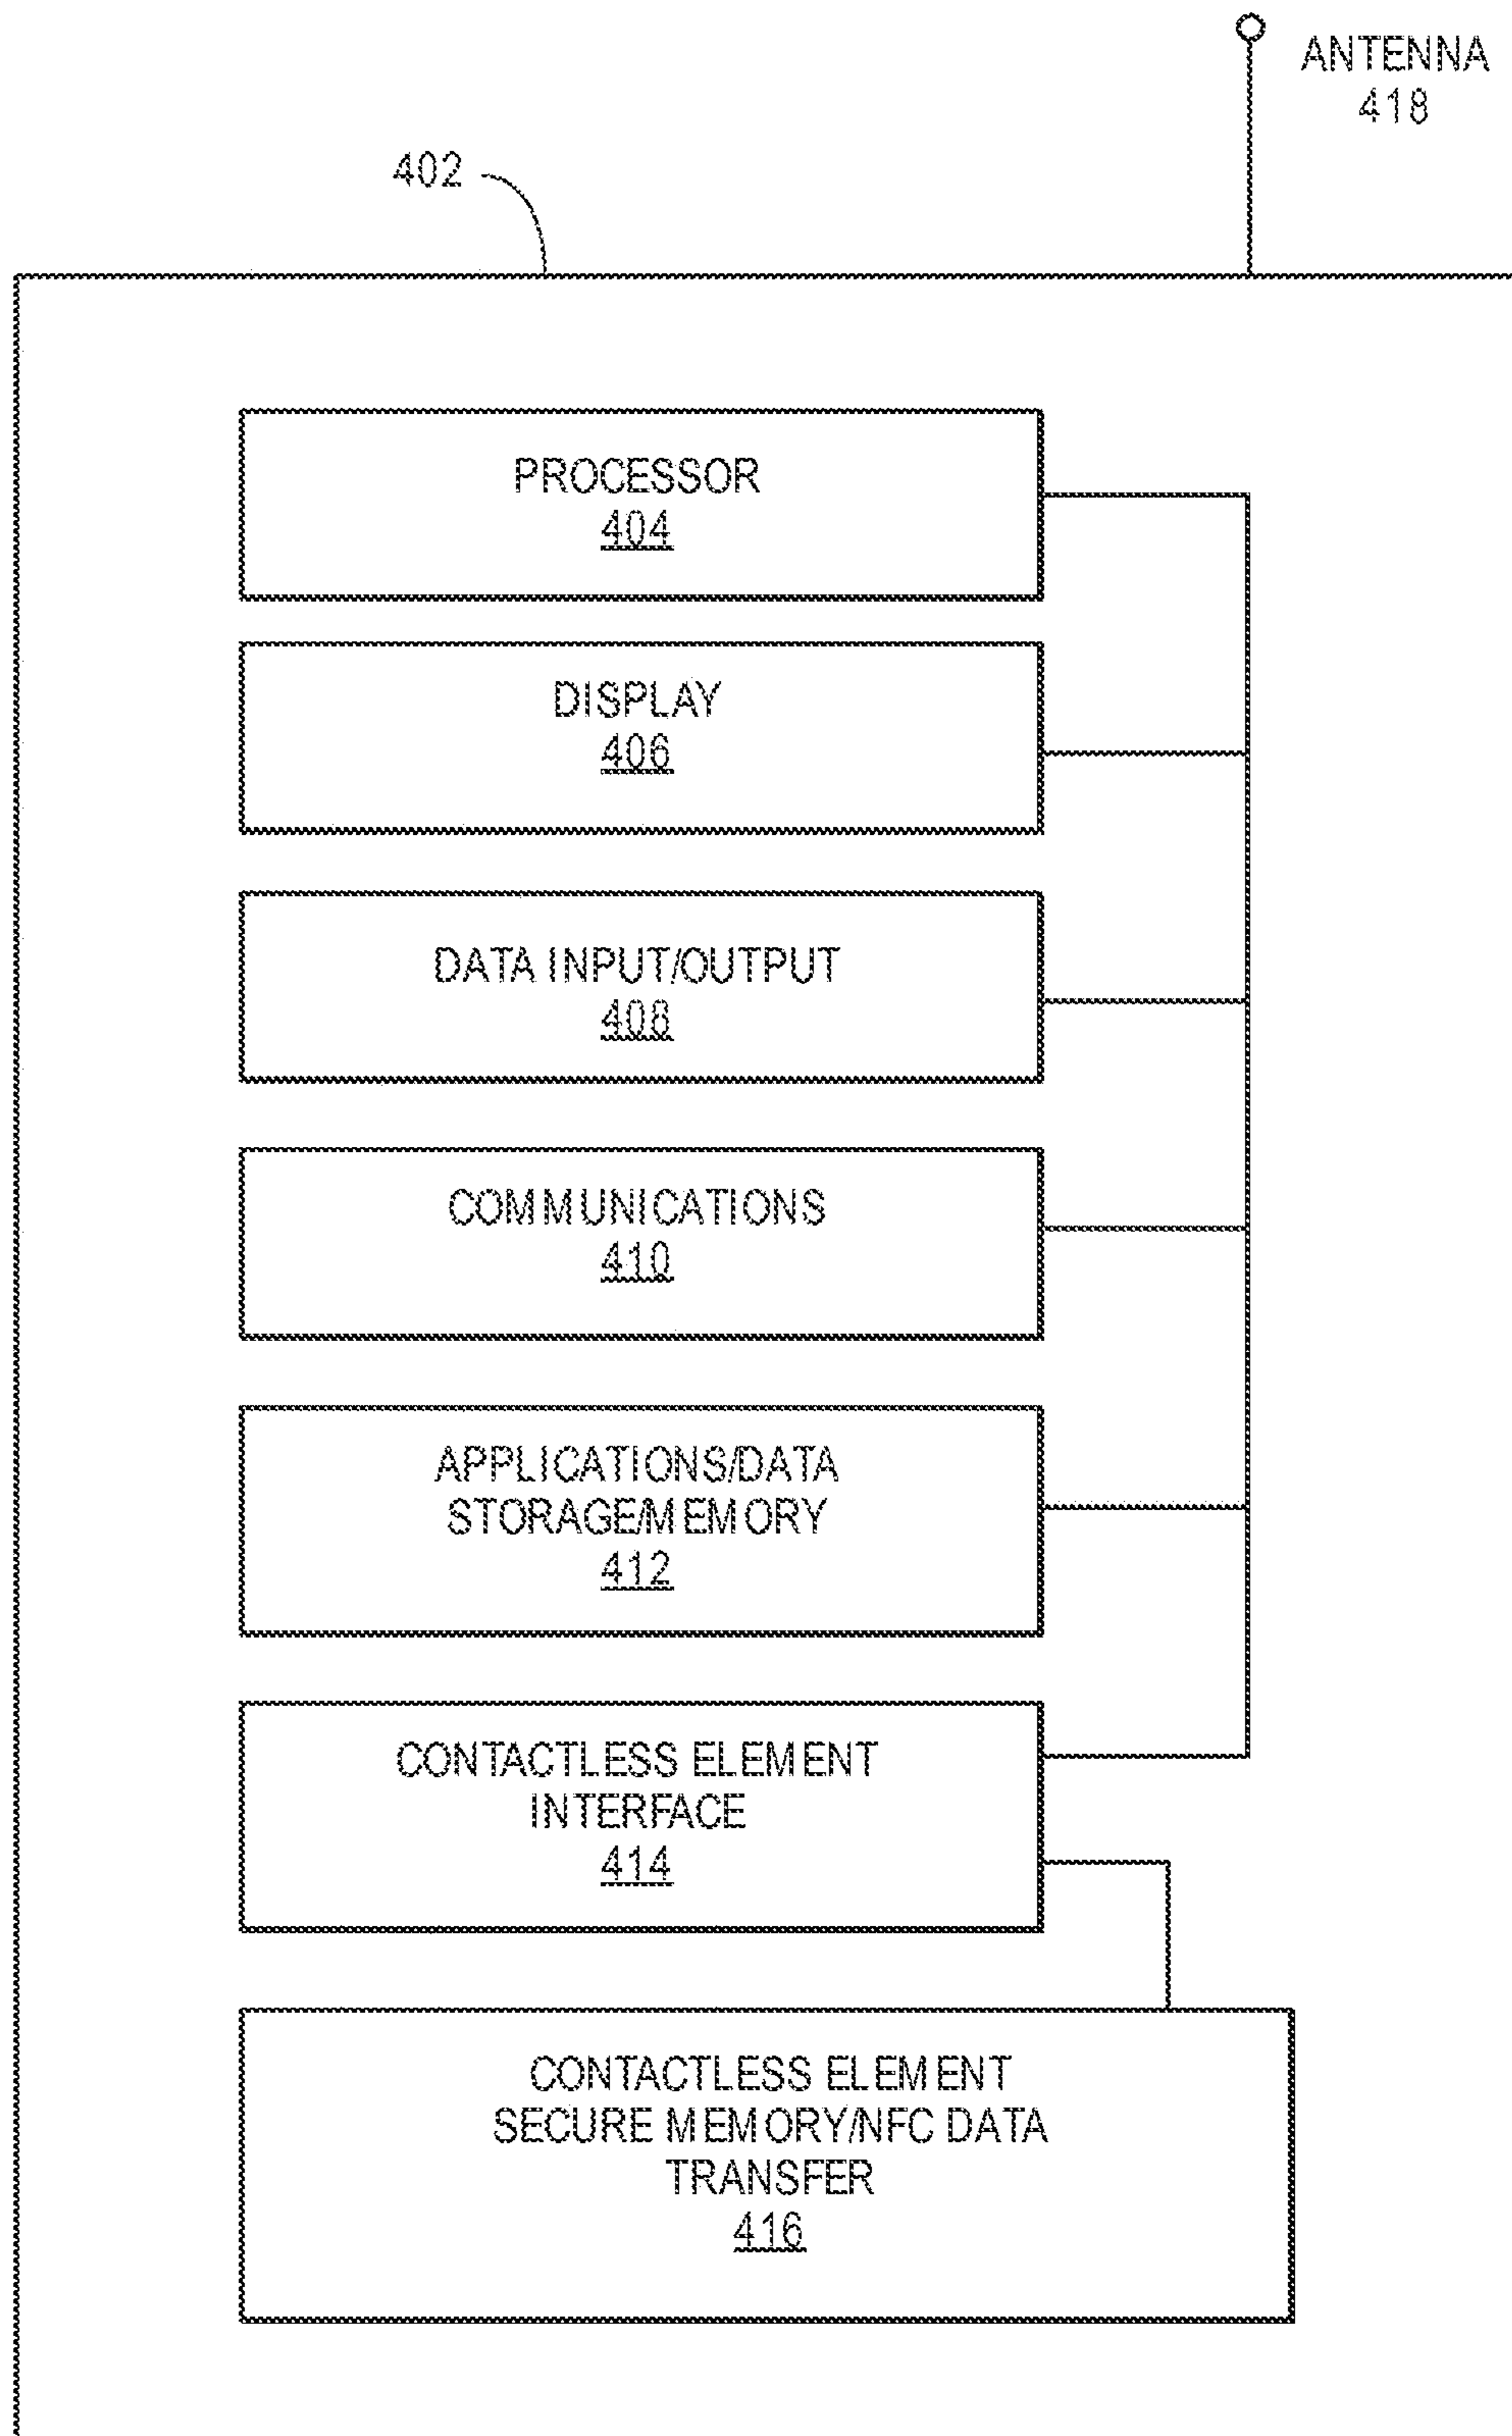 ANTENNA
418
402
PROCESSOR
404
DISPLAY
406
DATA INPUT/OUTPUT
408
COMMUNICATIONS
410
APPLICATIONS/DATA
STORAGE/MEMORY
412
CONTACTLESS ELEMENT
INTERFACE
414
CONTACTLESS ELEMENT
SECURE MEMORY/NFC DATA
TRANSFER
416